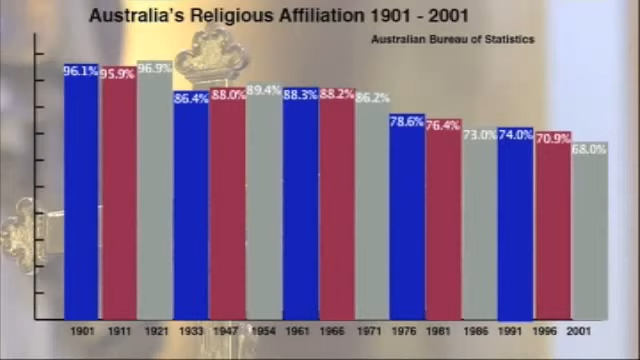 Australia's Religious Affiliation 1901 - 2001
Australian Bureau of Statistics
96.1% 95.9% 96.9% 86.4% 88.0% 89.4% 88.3% 88.2% 86.2% 78.6% 76.4% 73.0% 74.0% 70.9% 68.0%
1901 1911 1921 1933 1947 1954 1961 1966 1971 1976 1981 1986 1991 1996 2001